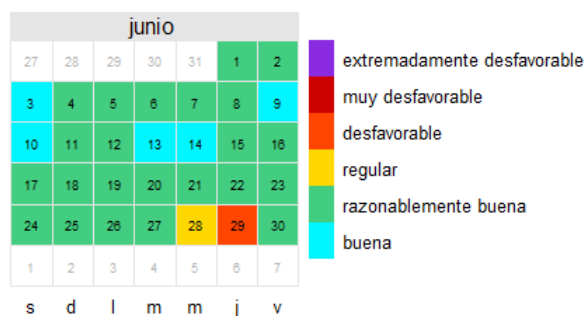 junio
27 28 29 30 31 1 2
3 4 5 6 7 8 9
10 11 12 13 14 15 16
17 18 19 20 21 22 23
24 25 26 27 28 29 30
1 2 3 4 5 6 7
s d l m m j v
extremadamente desfavorable
muy desfavorable
desfavorable
regular
razonablemente buena
buena